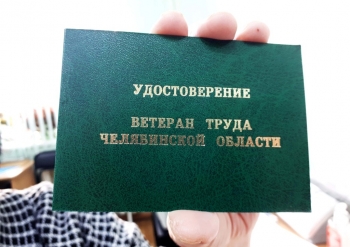 УДОСТОВЕРЕНИЕ
ВЕТЕРАН ТРУДА
ЧЕЛЯБИНСКОЙ ОБЛАСТИ